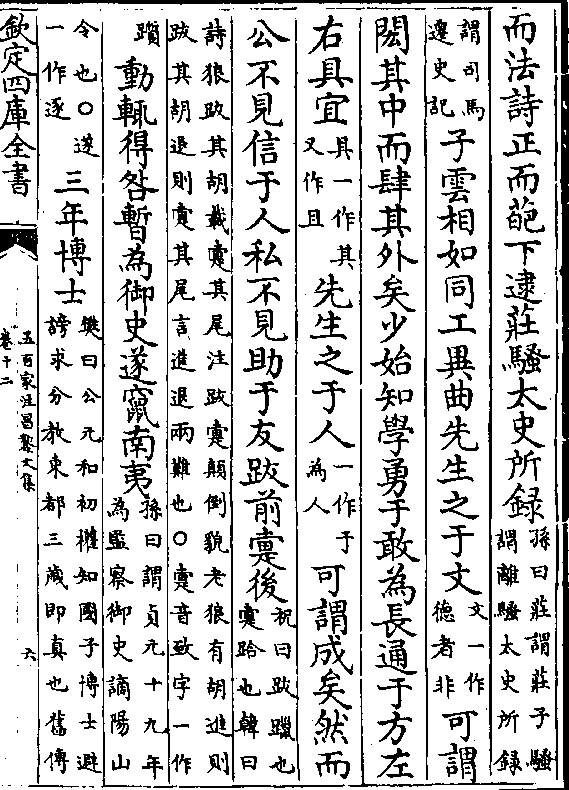 而法詩正而葩下逮莊騷太史所録孫曰莊謂莊子騷謂離騷太史所録
謂司馬遷史記子雲相如同工異曲先生之于文文一作德者非可謂
閎其中而肆其外矣少始知學勇于敢為長通于方左
右具宜具一作其又作且先生之于人一作于為人可謂成矣然而
公不見信于人私不見助于友跋前疐後祝曰跋躐也疐跲也韓曰
詩狼跋其胡載疐其尾注跋疐顛倒貌老狼有胡進則
跋其胡退則疐其尾言進退兩難也○疐音致字一作
躓動輒得咎暫為御史遂竄南夷孫曰謂貞元十九年為監察御史謫陽山
令也○遂一作逐三年博士樊曰公元和初權知國子博士避謗求分教東都三歲即真也舊傳
欽定四庫全書
五百家注昌黎文集
卷十二
六